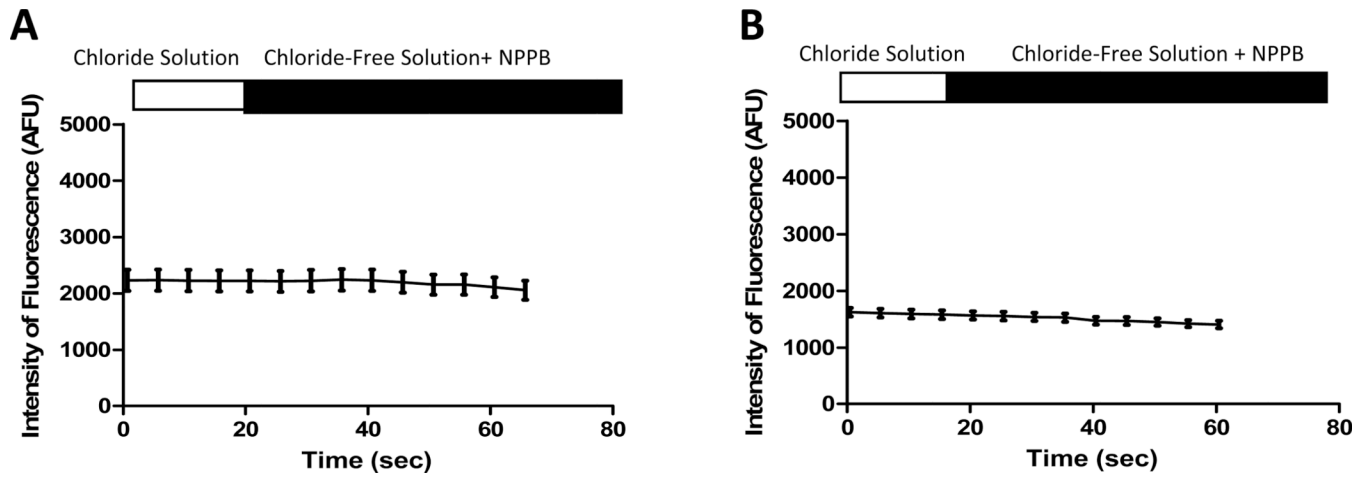 A
Chloride Solution
Chloride-Free Solution+ NPPB
Intensity of Fluorescence (AFU)
5000
4000
3000
2000
1000
0
0 20 40 60 80
Time (sec)
B
Chloride Solution
Chloride-Free Solution + NPPB
Intensity of Fluorescence (AFU)
5000
4000
3000
2000
1000
0
0 20 40 60 80
Time (sec)